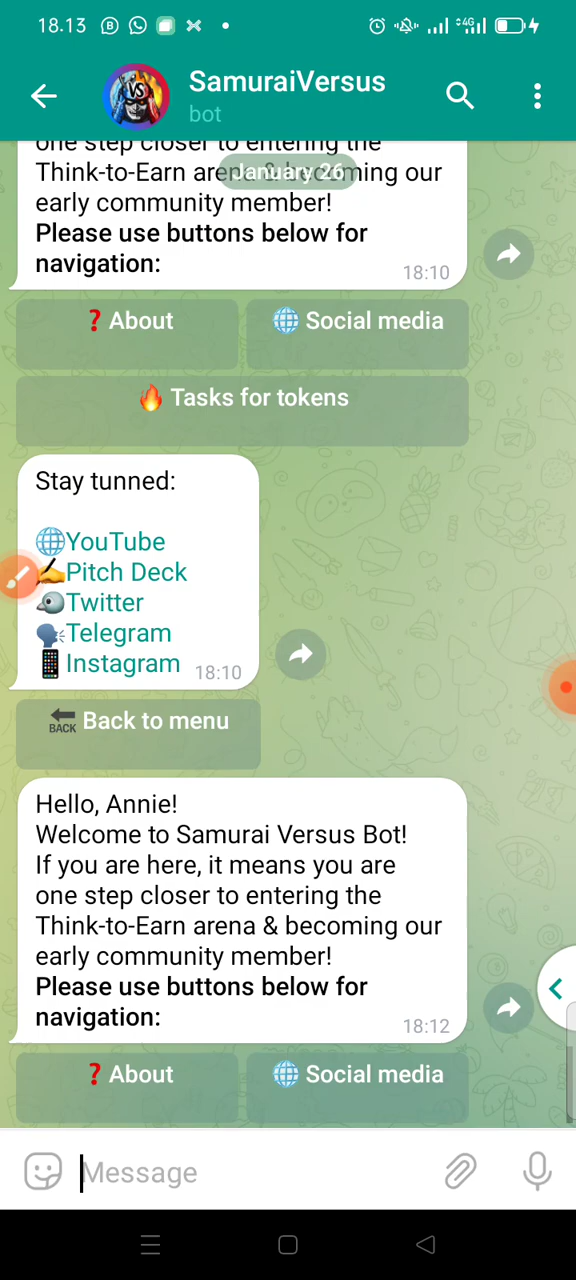 18.13
4G
SamuraiVersus
bot
one step closer to entering the
January 26
Think-to-Earn arena & becoming our
early community member!
Please use buttons below for
navigation:
18:10
❓ About
🌐 Social media
🔥 Tasks for tokens
Stay tunned:
🌐YouTube
✍️Pitch Deck
🐦Twitter
🗣Telegram
📱Instagram
18:10
🔙 Back to menu
Hello, Annie!
Welcome to Samurai Versus Bot!
If you are here, it means you are
one step closer to entering the
Think-to-Earn arena & becoming our
early community member!
Please use buttons below for
navigation:
18:12
❓ About
🌐 Social media
Message